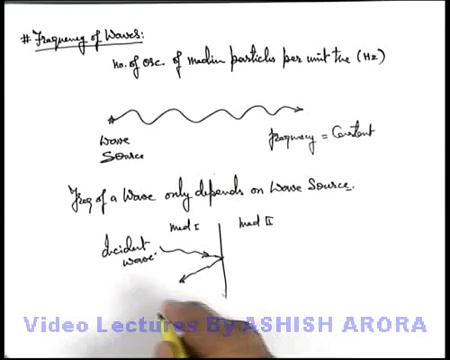 # Frequency of Waves:
no. of osc. of medium particles per unit time (Hz)
Wave
Source
frequency = Constant
Freq of a Wave only depends on Wave Source.
med I
med II
Incident
wave.
Video Lectures By ASHISH ARORA